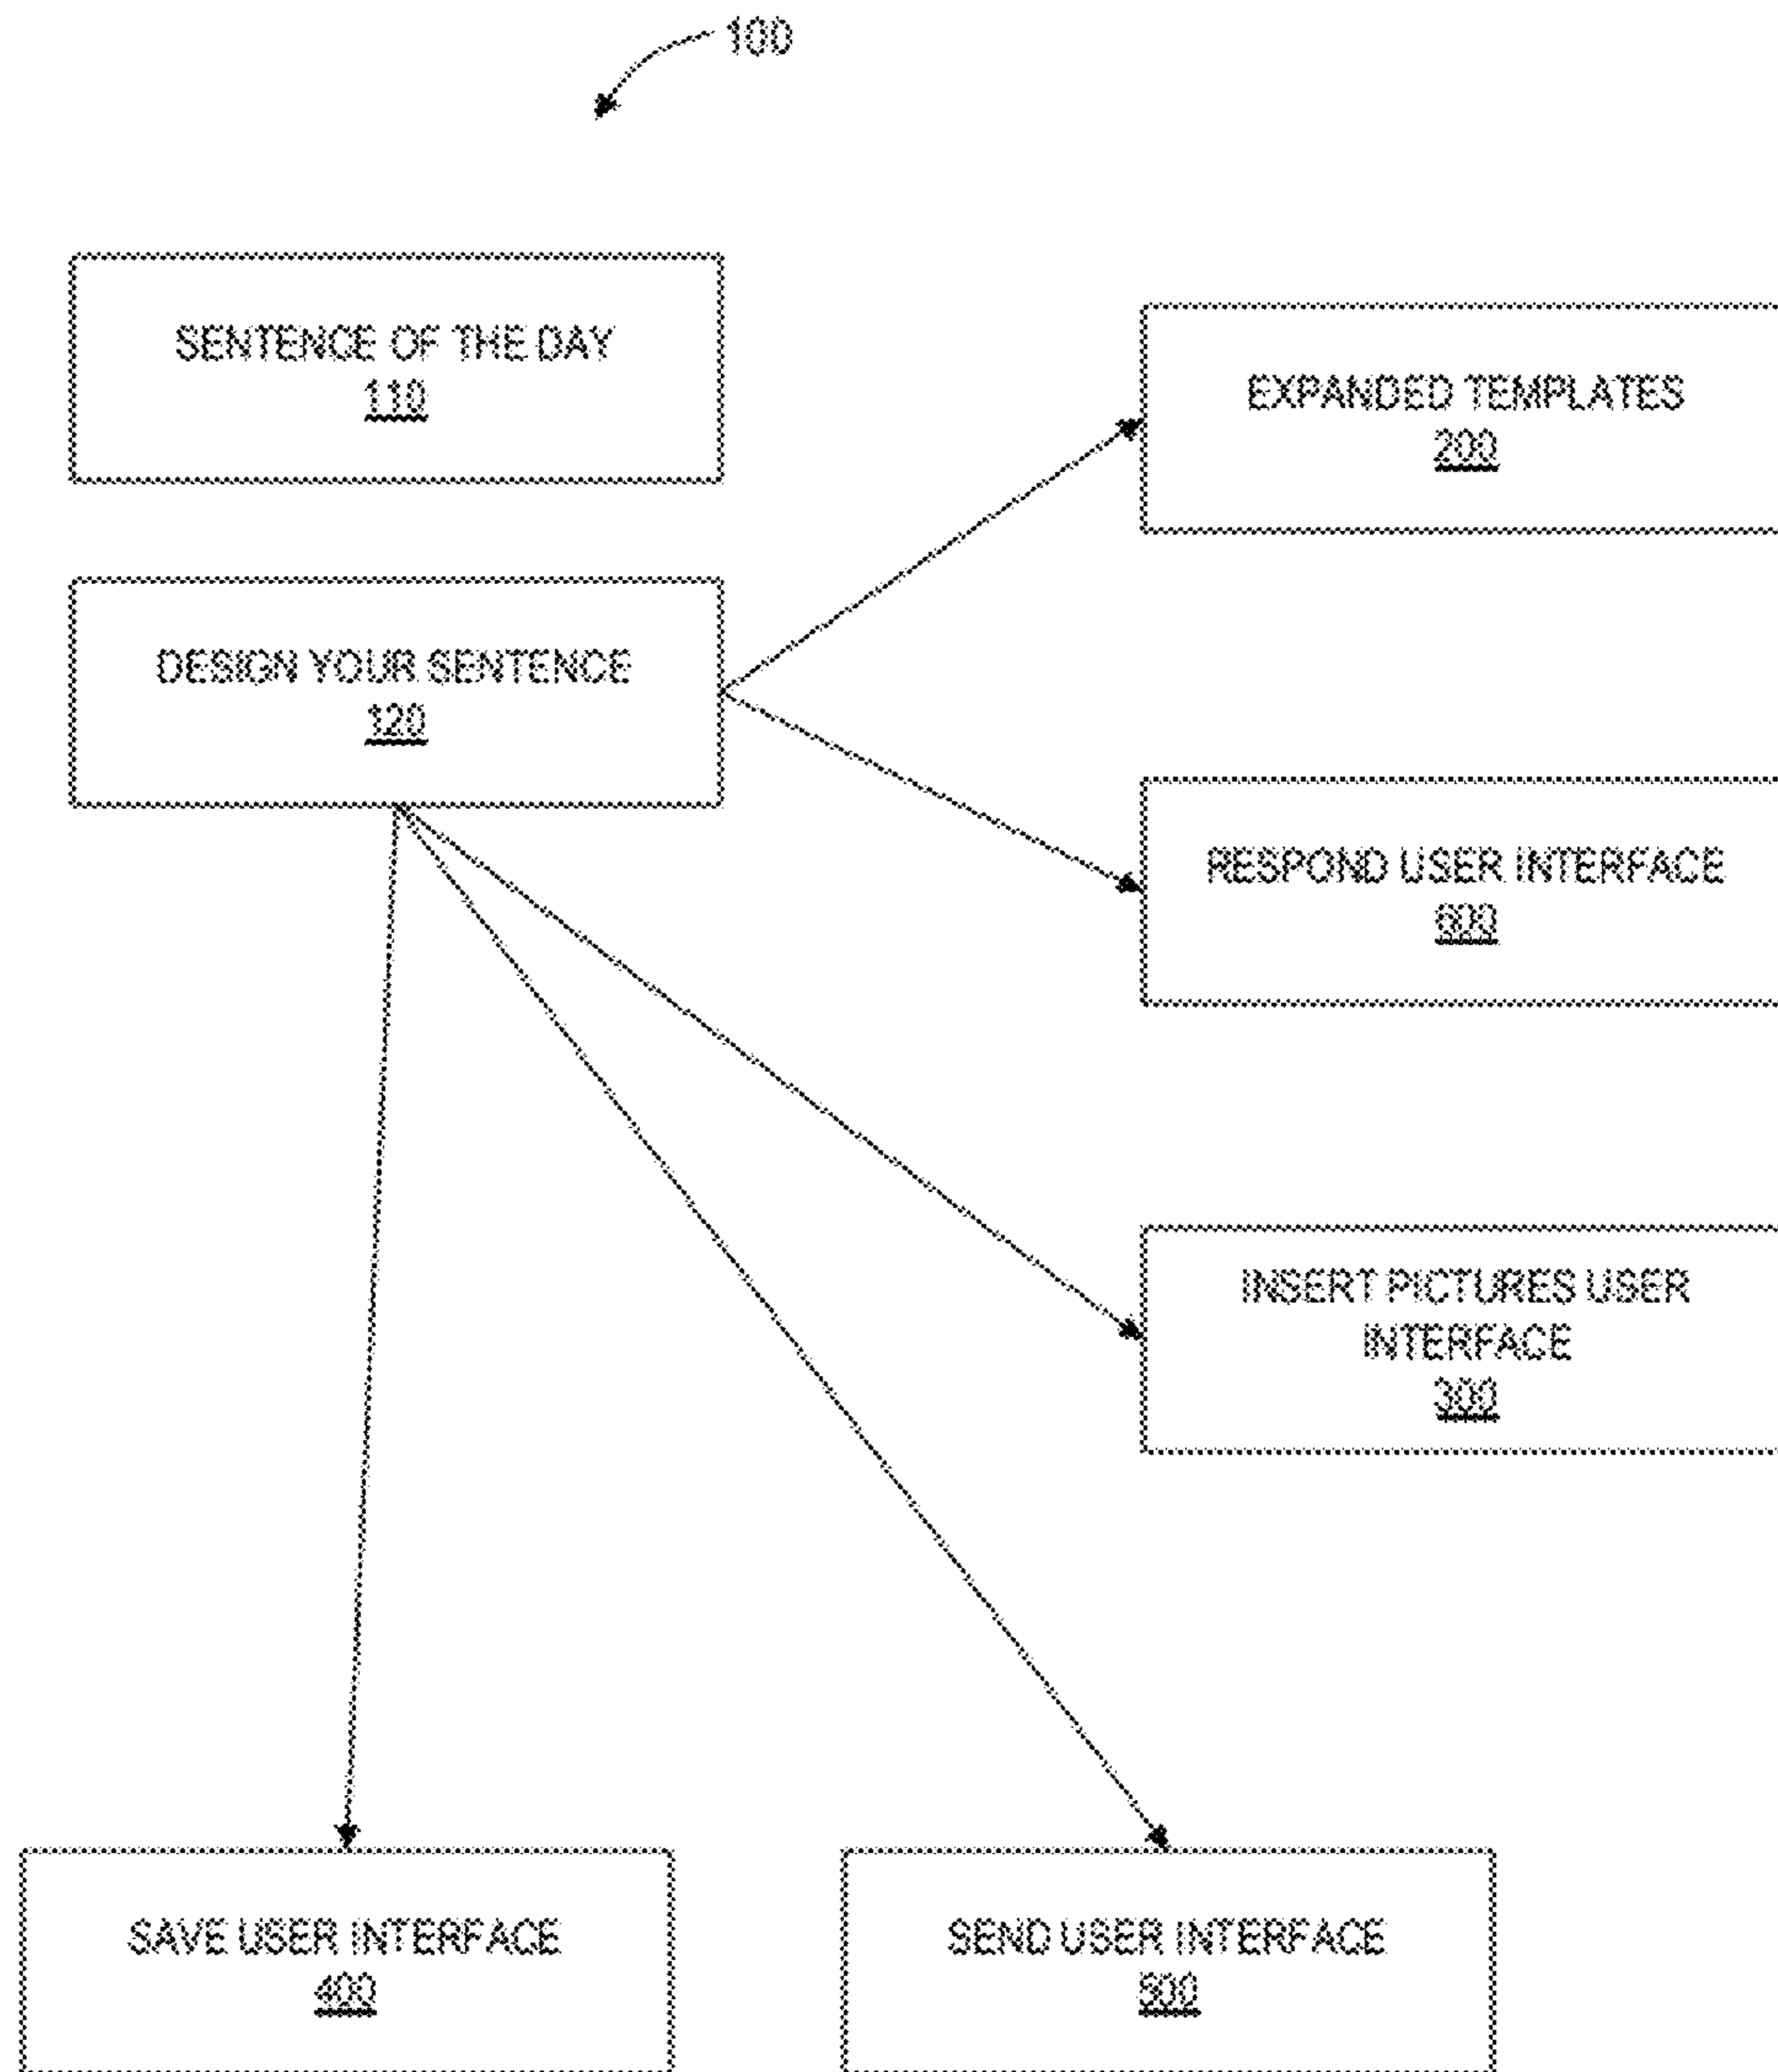 100
SENTENCE OF THE DAY
110
EXPANDED TEMPLATES
200
DESIGN YOUR SENTENCE
120
RESPOND USER INTERFACE
600
INSERT PICTURES USER
INTERFACE
300
SAVE USER INTERFACE
400
SEND USER INTERFACE
500